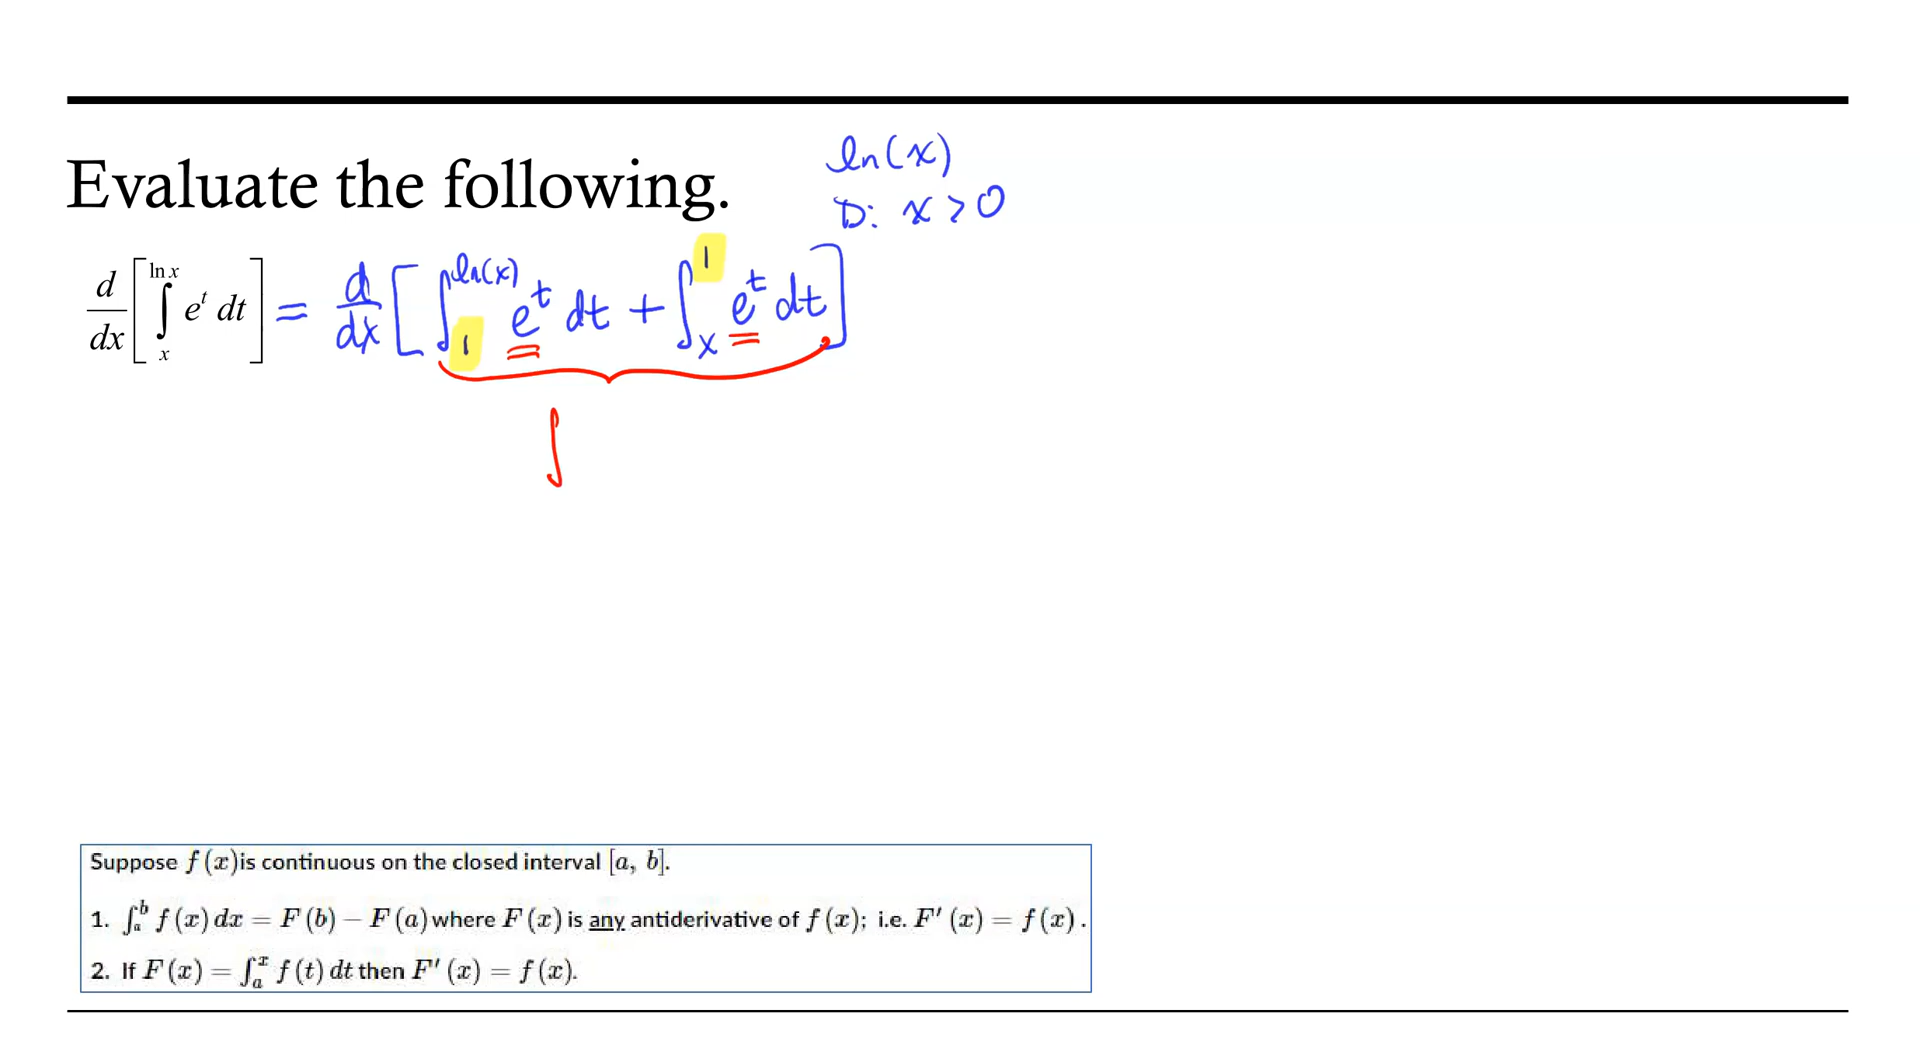 Evaluate the following.
ln(x)
D: x > 0
d/dx [∫_x^{ln x} e^t dt] = d/dx [∫_1^{ln(x)} e^t dt + ∫_x^1 e^t dt]
∫
Suppose f (x)is continuous on the closed interval [a, b].
1. ∫_a^b f (x) dx = F (b) − F (a) where F (x) is any antiderivative of f (x); i.e. F′ (x) = f (x) .
2. If F (x) = ∫_a^x f (t) dt then F′ (x) = f (x).